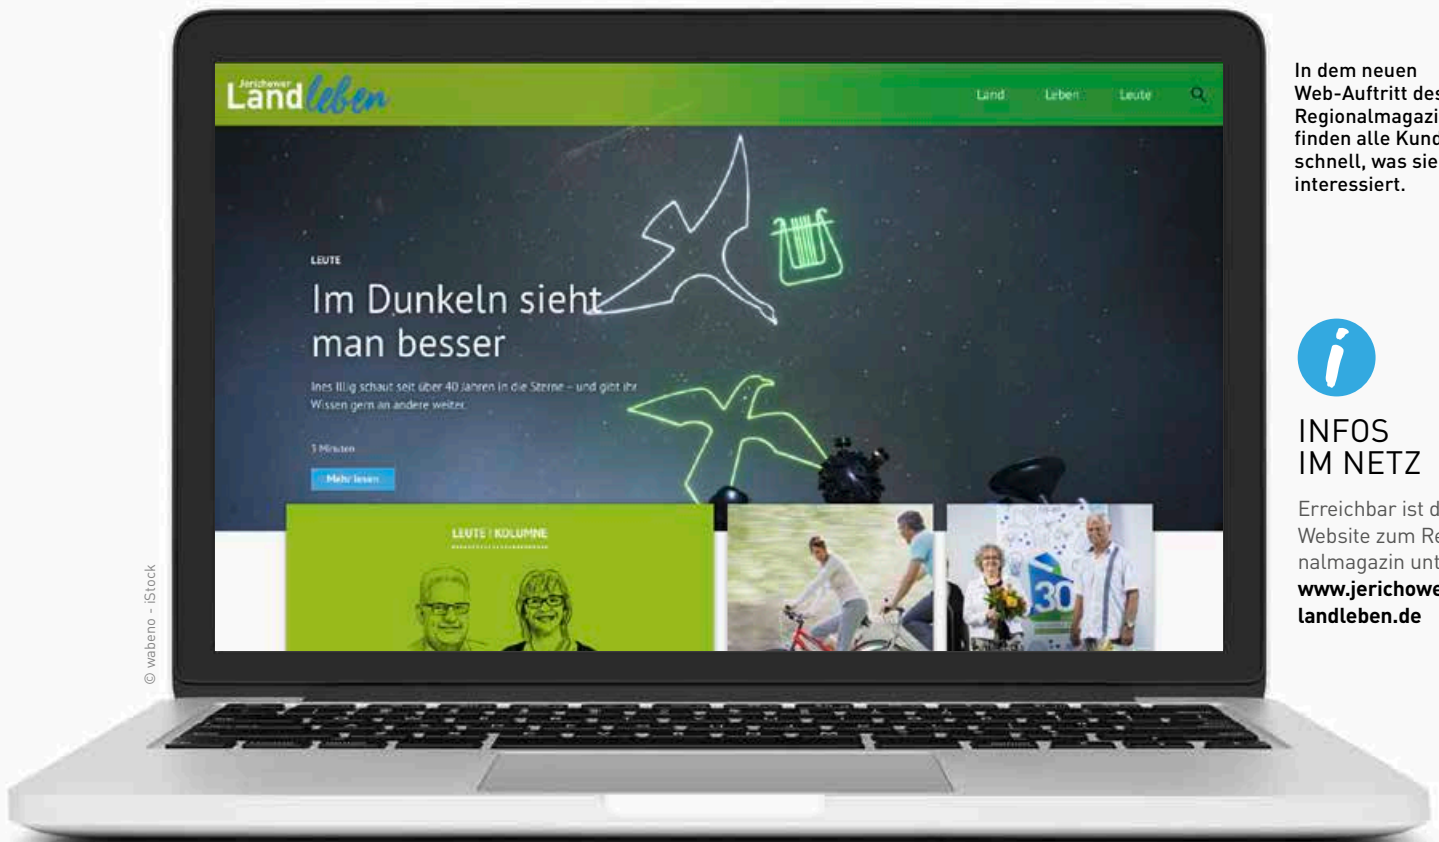 Jerichower
Landleben
Land Leben Leute
LEUTE
Im Dunkeln sieht
man besser
Ines Illig schaut seit über 40 Jahren in die Sterne – und gibt ihr
Wissen gern an andere weiter.
3 Minuten
Mehr lesen
LEUTE | KOLUMNE
30
© wabeno - iStock
In dem neuen
Web-Auftritt des
Regionalmagazi
finden alle Kund
schnell, was sie
interessiert.
i
INFOS
IM NETZ
Erreichbar ist d
Website zum Re
nalmagazin unt
www.jerichowe
landleben.de